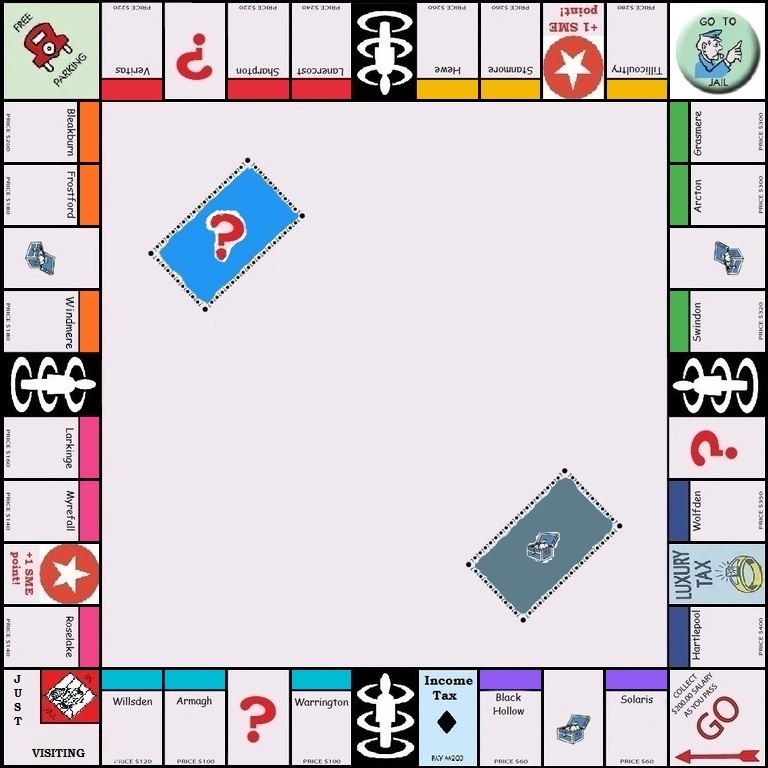 FREE
PARKING
PRICE $220
Veritas
PRICE $220
Sharpton
PRICE $240
Lanercost
PRICE $260
Hewe
PRICE $260
Stanmore
+1 SME
point!
PRICE $280
Tillicoultry
GO TO
JAIL
Bleakburn
PRICE $200
Frostford
PRICE $180
Windmere
PRICE $180
Larkinge
PRICE $160
Myrefall
PRICE $140
+1 SME
point!
Roselake
PRICE $140
Grasmere
PRICE $300
Arcton
PRICE $300
Swindon
PRICE $320
Wolfden
PRICE $350
LUXURY
TAX
Hartlepool
PRICE $400
JUST
VISITING
Willsden
PRICE $120
Armagh
PRICE $100
Warrington
PRICE $100
Income
Tax
PAY M200
Black
Hollow
PRICE $60
Solaris
PRICE $60
COLLECT
$200.00 SALARY
AS YOU PASS
GO